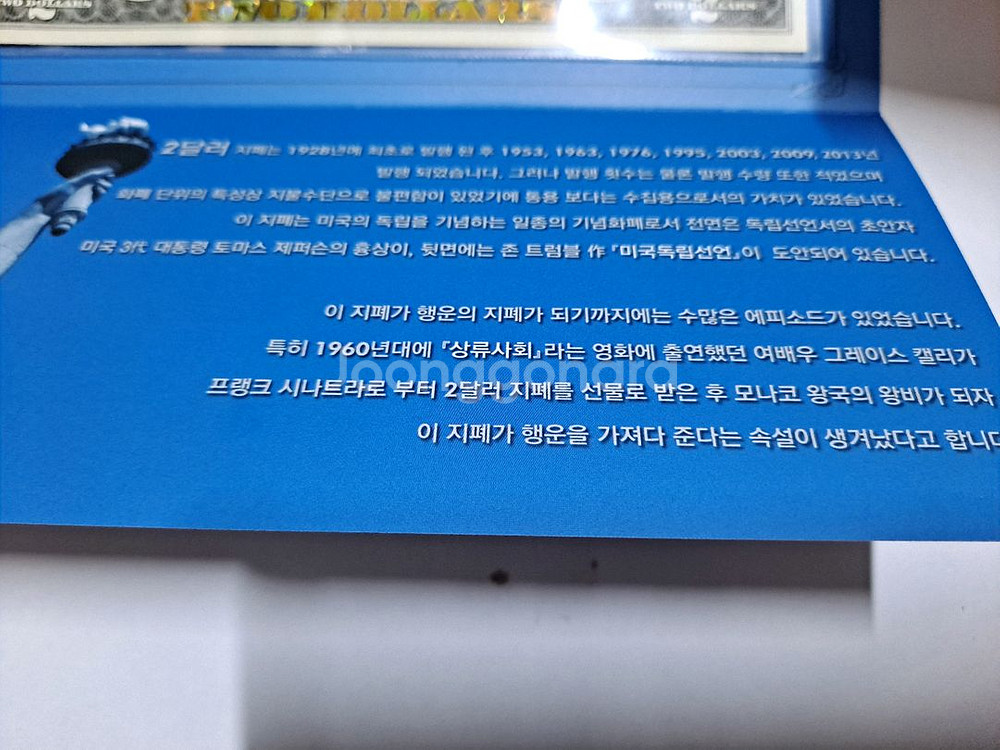 TWO DOLLARS
TWO DOLLARS
2달러 지폐는 1928년에 최초로 발행 된 후 1953, 1963, 1976, 1995, 2003, 2009, 2013년
발행 되었습니다. 그러나 발행 횟수는 물론 발행 수량 또한 적었으며
화폐 단위의 특성상 지불수단으로 불편함이 있었기에 통용 보다는 수집용으로서의 가치가 있었습니다.
이 지폐는 미국의 독립을 기념하는 일종의 기념화폐로서 전면은 독립선언서의 초안자
미국 3代 대통령 토마스 제퍼슨의 흉상이, 뒷면에는 존 트럼블 作 『미국독립선언』이 도안되어 있습니다.
이 지폐가 행운의 지폐가 되기까지에는 수많은 에피소드가 있었습니다.
특히 1960년대에 『상류사회』라는 영화에 출연했던 여배우 그레이스 캘리가
Joonggonara
프랭크 시나트라로 부터 2달러 지폐를 선물로 받은 후 모나코 왕국의 왕비가 되자
이 지폐가 행운을 가져다 준다는 속설이 생겨났다고 합니다